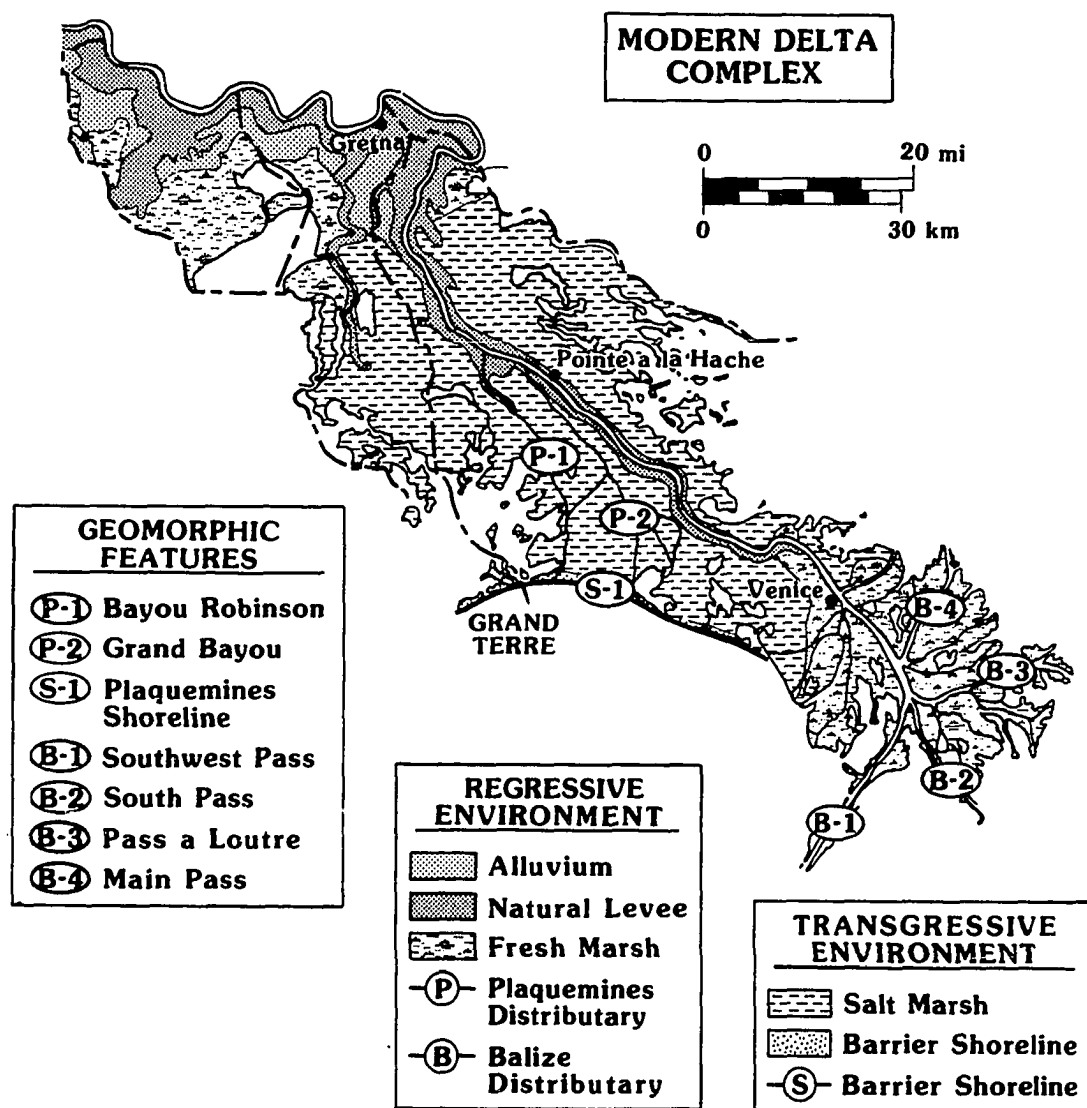 MODERN DELTA
COMPLEX
0 20 mi
0 30 km
Gretna
Pointe a la Hache
P-1
P-2
S-1
GRAND
TERRE
Venice
B-4
B-3
B-2
B-1
GEOMORPHIC
FEATURES
P-1 Bayou Robinson
P-2 Grand Bayou
S-1 Plaquemines
Shoreline
B-1 Southwest Pass
B-2 South Pass
B-3 Pass a Loutre
B-4 Main Pass
REGRESSIVE
ENVIRONMENT
Alluvium
Natural Levee
Fresh Marsh
P Plaquemines
Distributary
B Balize
Distributary
TRANSGRESSIVE
ENVIRONMENT
Salt Marsh
Barrier Shoreline
S Barrier Shoreline